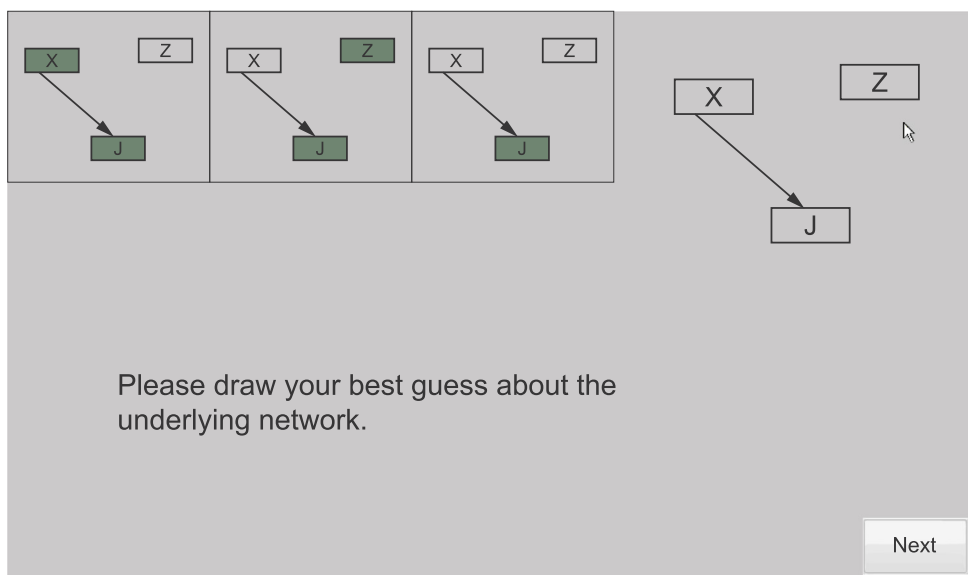 X Z J
X Z J
X Z J
X Z
J
Please draw your best guess about the
underlying network.
Next